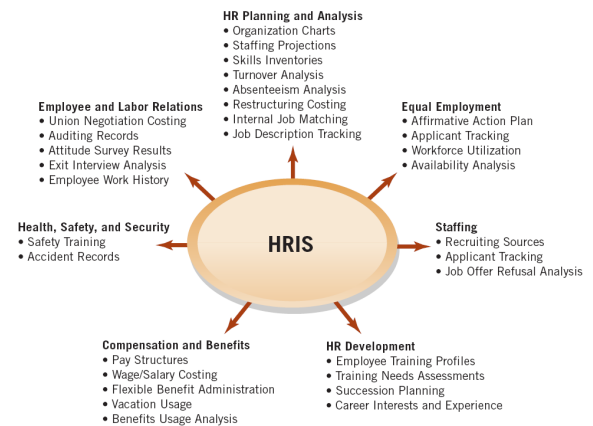 HR Planning and Analysis
• Organization Charts
• Staffing Projections
• Skills Inventories
• Turnover Analysis
• Absenteeism Analysis
• Restructuring Costing
• Internal Job Matching
• Job Description Tracking
Employee and Labor Relations
• Union Negotiation Costing
• Auditing Records
• Attitude Survey Results
• Exit Interview Analysis
• Employee Work History
Equal Employment
• Affirmative Action Plan
• Applicant Tracking
• Workforce Utilization
• Availability Analysis
Health, Safety, and Security
• Safety Training
• Accident Records
HRIS
Staffing
• Recruiting Sources
• Applicant Tracking
• Job Offer Refusal Analysis
Compensation and Benefits
• Pay Structures
• Wage/Salary Costing
• Flexible Benefit Administration
• Vacation Usage
• Benefits Usage Analysis
HR Development
• Employee Training Profiles
• Training Needs Assessments
• Succession Planning
• Career Interests and Experience